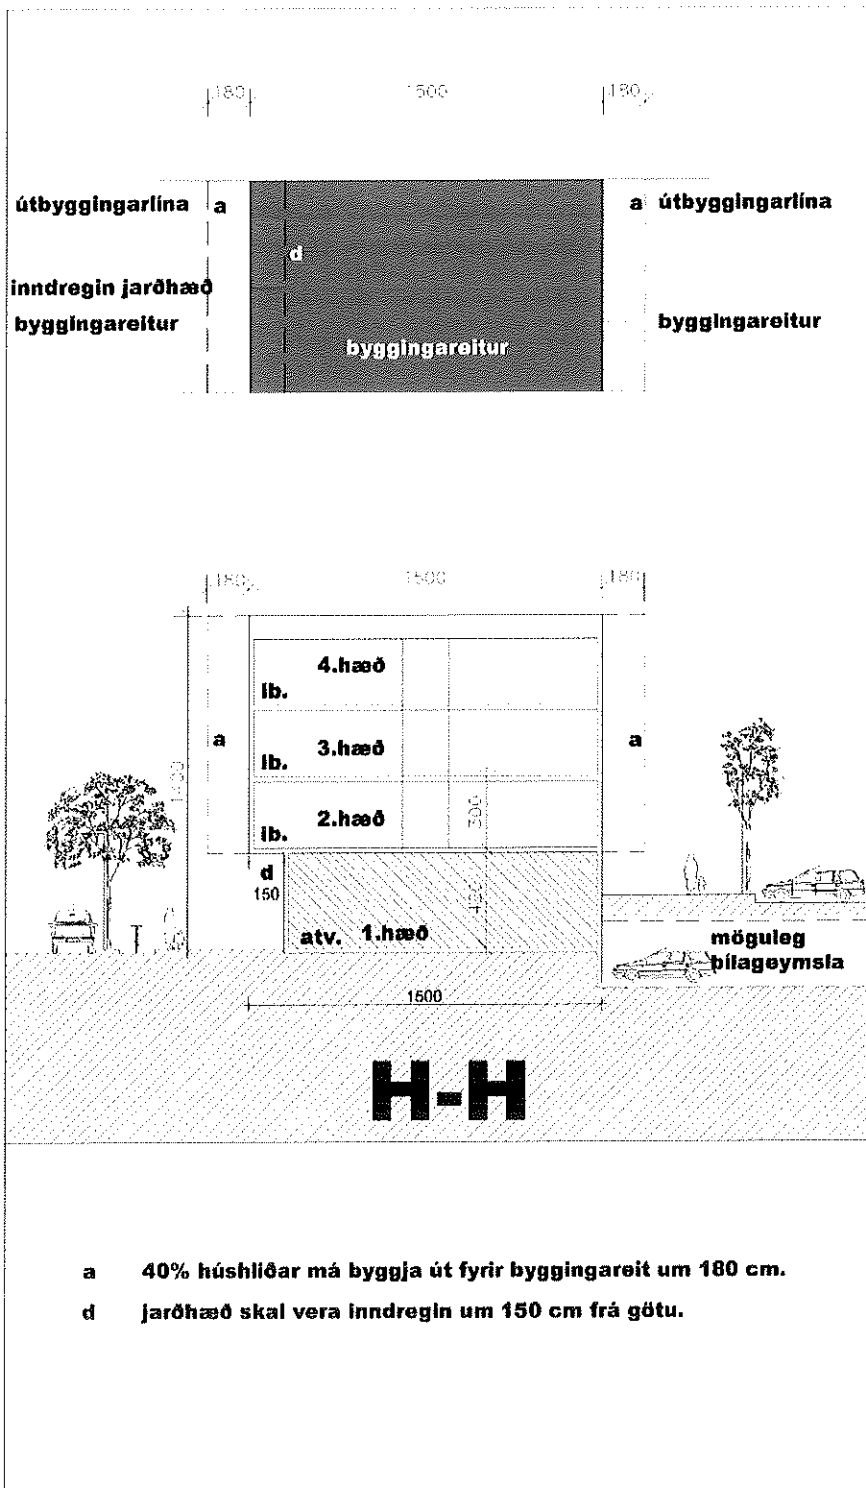 180 1500 180
útbyggingarlína a a útbyggingarlína
d
inndregin jarðhæð
byggingareitur byggingareitur
byggingareitur
180 1500 180
4.hæð
íb.
a 3.hæð a
íb.
2.hæð 300
íb.
d
150
atv. 1.hæð
möguleg
bílageymsla
1500
H-H
a 40% húshliðar má byggja út fyrir byggingareit um 180 cm.
d jarðhæð skal vera inndregin um 150 cm frá götu.